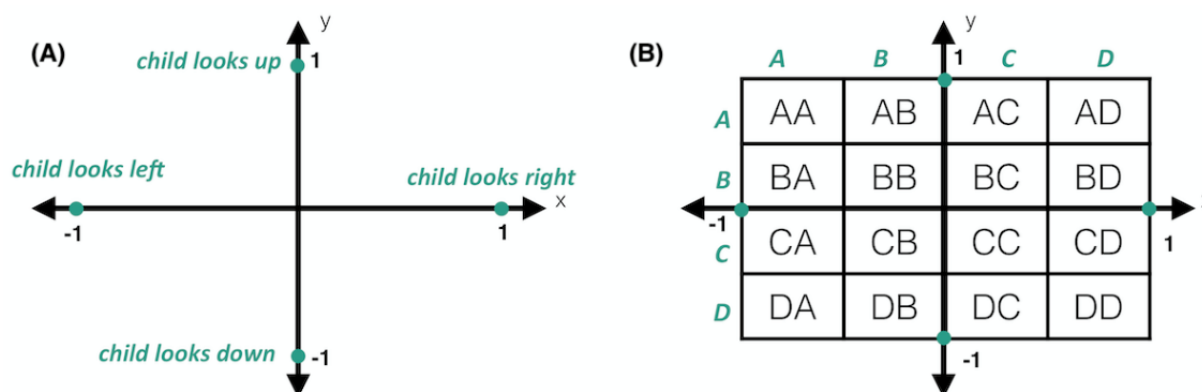 (A)
y
child looks up
1
child looks left
child looks right
x
-1
1
child looks down
-1
(B)
y
1
A B C D
A AA AB AC AD
B BA BB BC BD
-1
1
C CA CB CC CD
D DA DB DC DD
-1